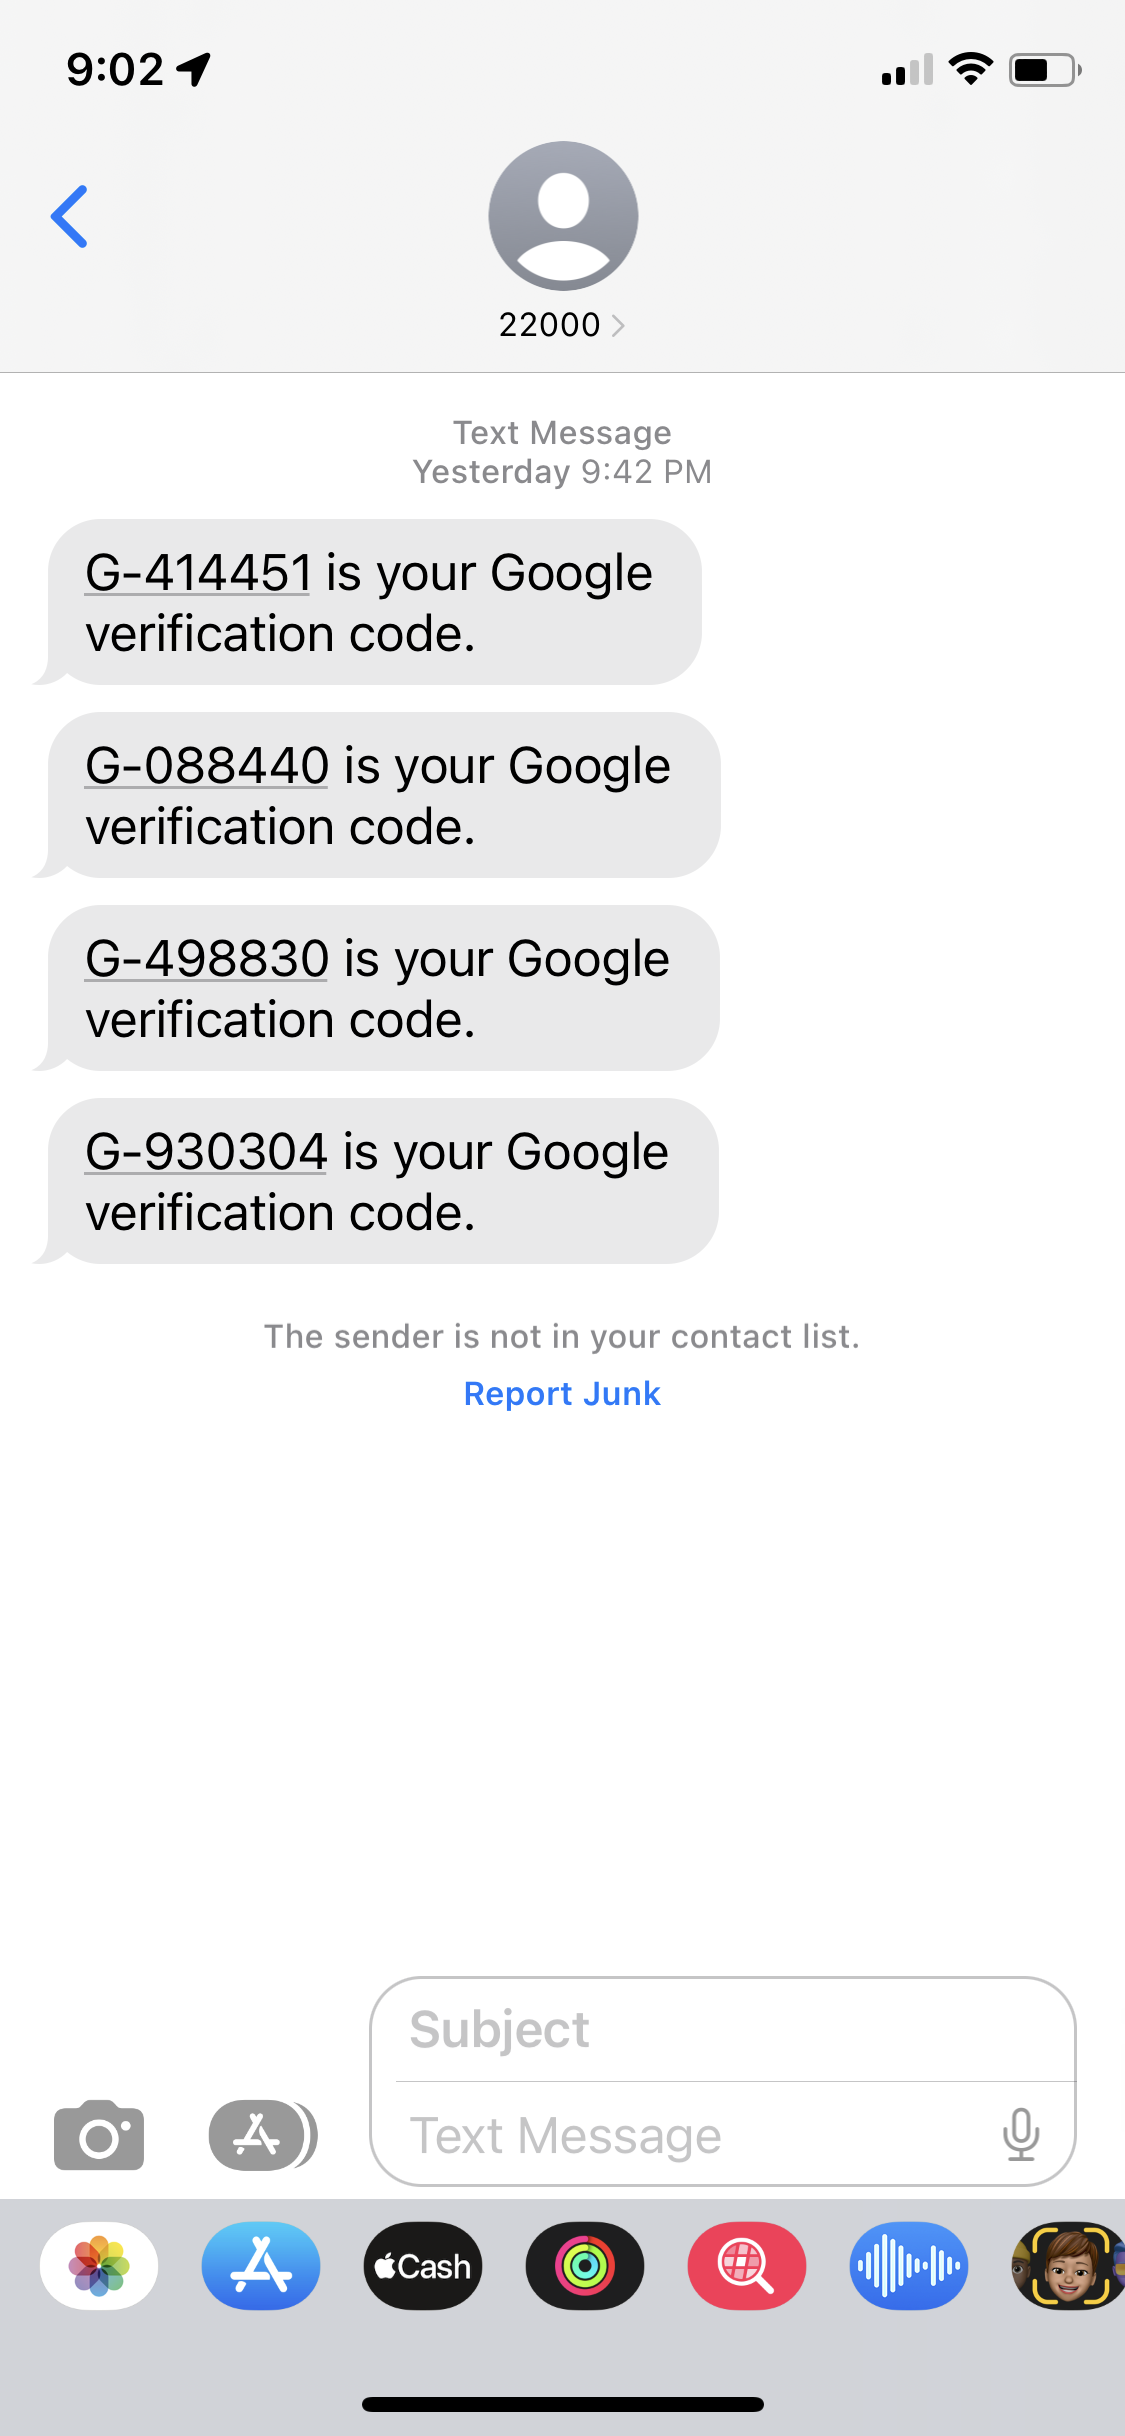 9:02
22000
Text Message
Yesterday 9:42 PM
G-414451 is your Google
verification code.
G-088440 is your Google
verification code.
G-498830 is your Google
verification code.
G-930304 is your Google
verification code.
The sender is not in your contact list.
Report Junk
Subject
Text Message
Cash